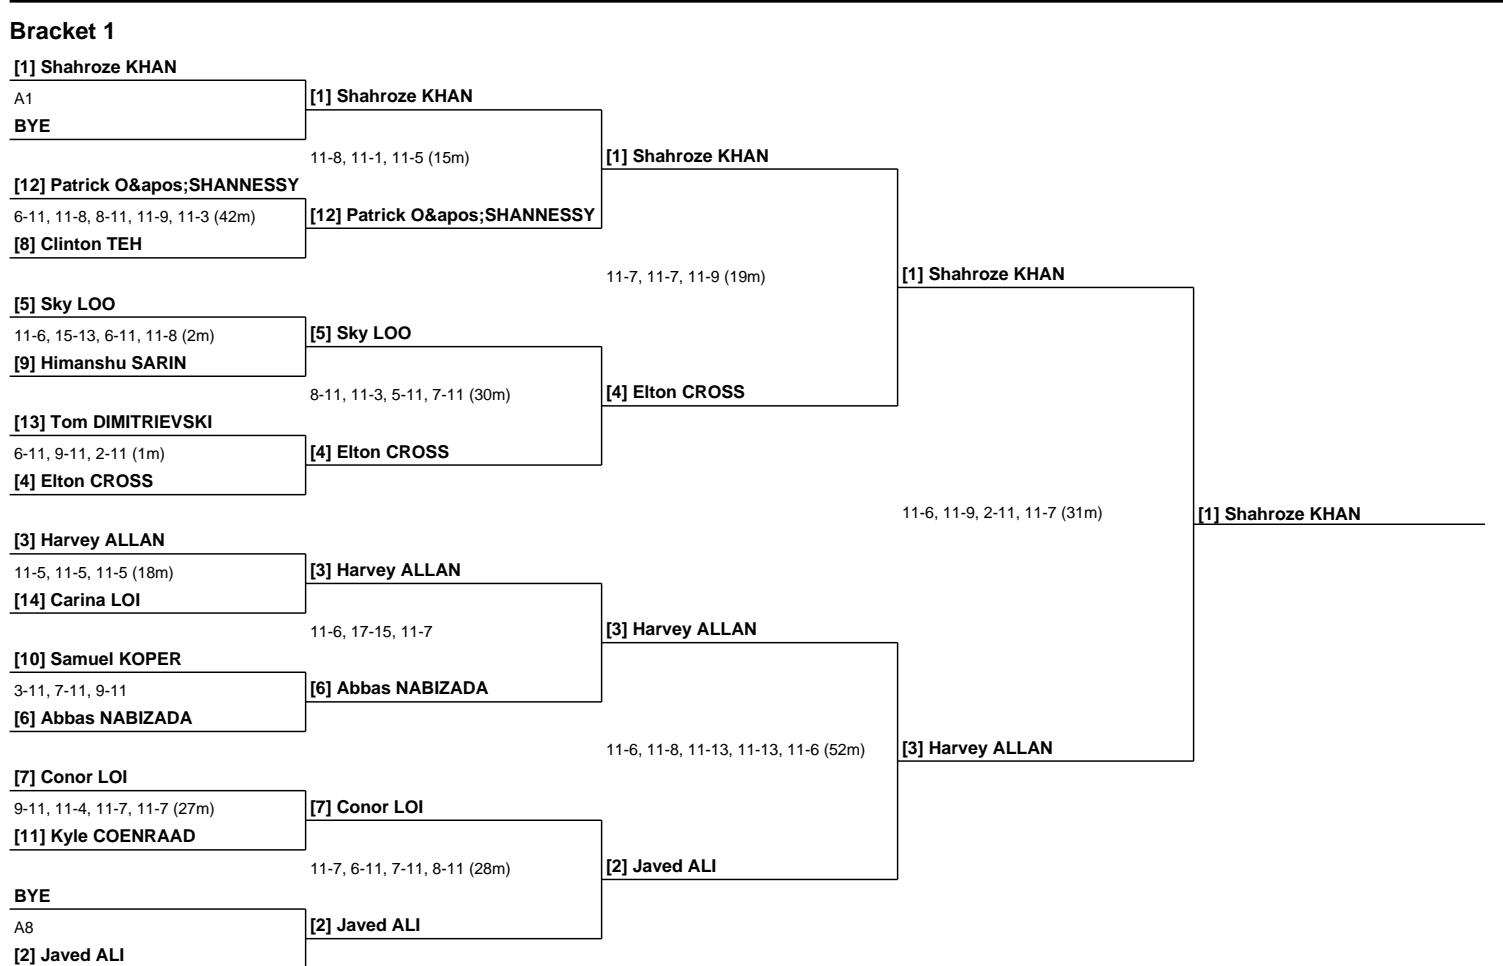 Bracket 1
[1] Shahroze KHAN
A1
BYE
[12] Patrick O&apos;SHANNESSY
6-11, 11-8, 8-11, 11-9, 11-3 (42m)
[8] Clinton TEH
[5] Sky LOO
11-6, 15-13, 6-11, 11-8 (2m)
[9] Himanshu SARIN
[13] Tom DIMITRIEVSKI
6-11, 9-11, 2-11 (1m)
[4] Elton CROSS
[3] Harvey ALLAN
11-5, 11-5, 11-5 (18m)
[14] Carina LOI
[10] Samuel KOPER
3-11, 7-11, 9-11
[6] Abbas NABIZADA
[7] Conor LOI
9-11, 11-4, 11-7, 11-7 (27m)
[11] Kyle COENRAAD
BYE
A8
[2] Javed ALI
[1] Shahroze KHAN
11-8, 11-1, 11-5 (15m)
[12] Patrick O&apos;SHANNESSY
[5] Sky LOO
8-11, 11-3, 5-11, 7-11 (30m)
[4] Elton CROSS
[3] Harvey ALLAN
11-6, 17-15, 11-7
[6] Abbas NABIZADA
[7] Conor LOI
11-7, 6-11, 7-11, 8-11 (28m)
[2] Javed ALI
[1] Shahroze KHAN
11-7, 11-7, 11-9 (19m)
[4] Elton CROSS
[3] Harvey ALLAN
11-6, 11-8, 11-13, 11-13, 11-6 (52m)
[2] Javed ALI
[1] Shahroze KHAN
11-6, 11-9, 2-11, 11-7 (31m)
[3] Harvey ALLAN
[1] Shahroze KHAN